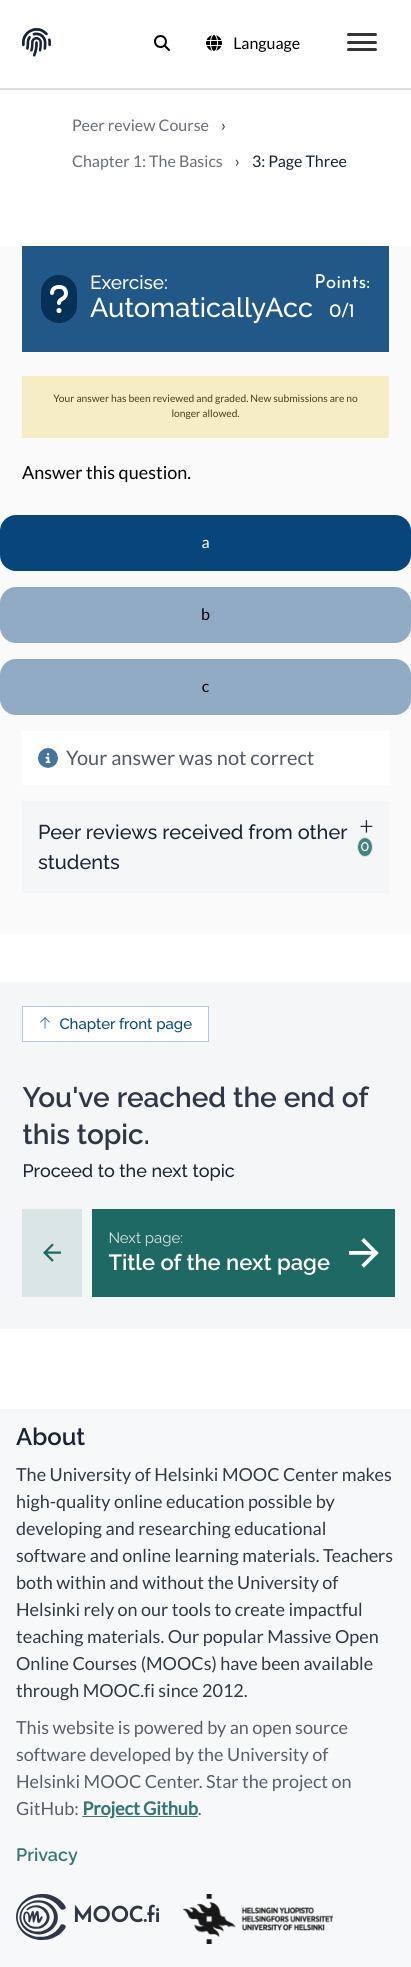 Language
Peer review Course ›
Chapter 1: The Basics › 3: Page Three
Exercise:
AutomaticallyAcc
Points:
0/1
?
Your answer has been reviewed and graded. New submissions are no
longer allowed.
Answer this question.
a
b
c
Your answer was not correct
Peer reviews received from other
students
0
Chapter front page
You've reached the end of
this topic.
Proceed to the next topic
Next page:
Title of the next page
About
The University of Helsinki MOOC Center makes
high-quality online education possible by
developing and researching educational
software and online learning materials. Teachers
both within and without the University of
Helsinki rely on our tools to create impactful
teaching materials. Our popular Massive Open
Online Courses (MOOCs) have been available
through MOOC.fi since 2012.
This website is powered by an open source
software developed by the University of
Helsinki MOOC Center. Star the project on
GitHub: Project Github.
Privacy
MOOC.fi
HELSINGIN YLIOPISTO
HELSINGFORS UNIVERSITET
UNIVERSITY OF HELSINKI